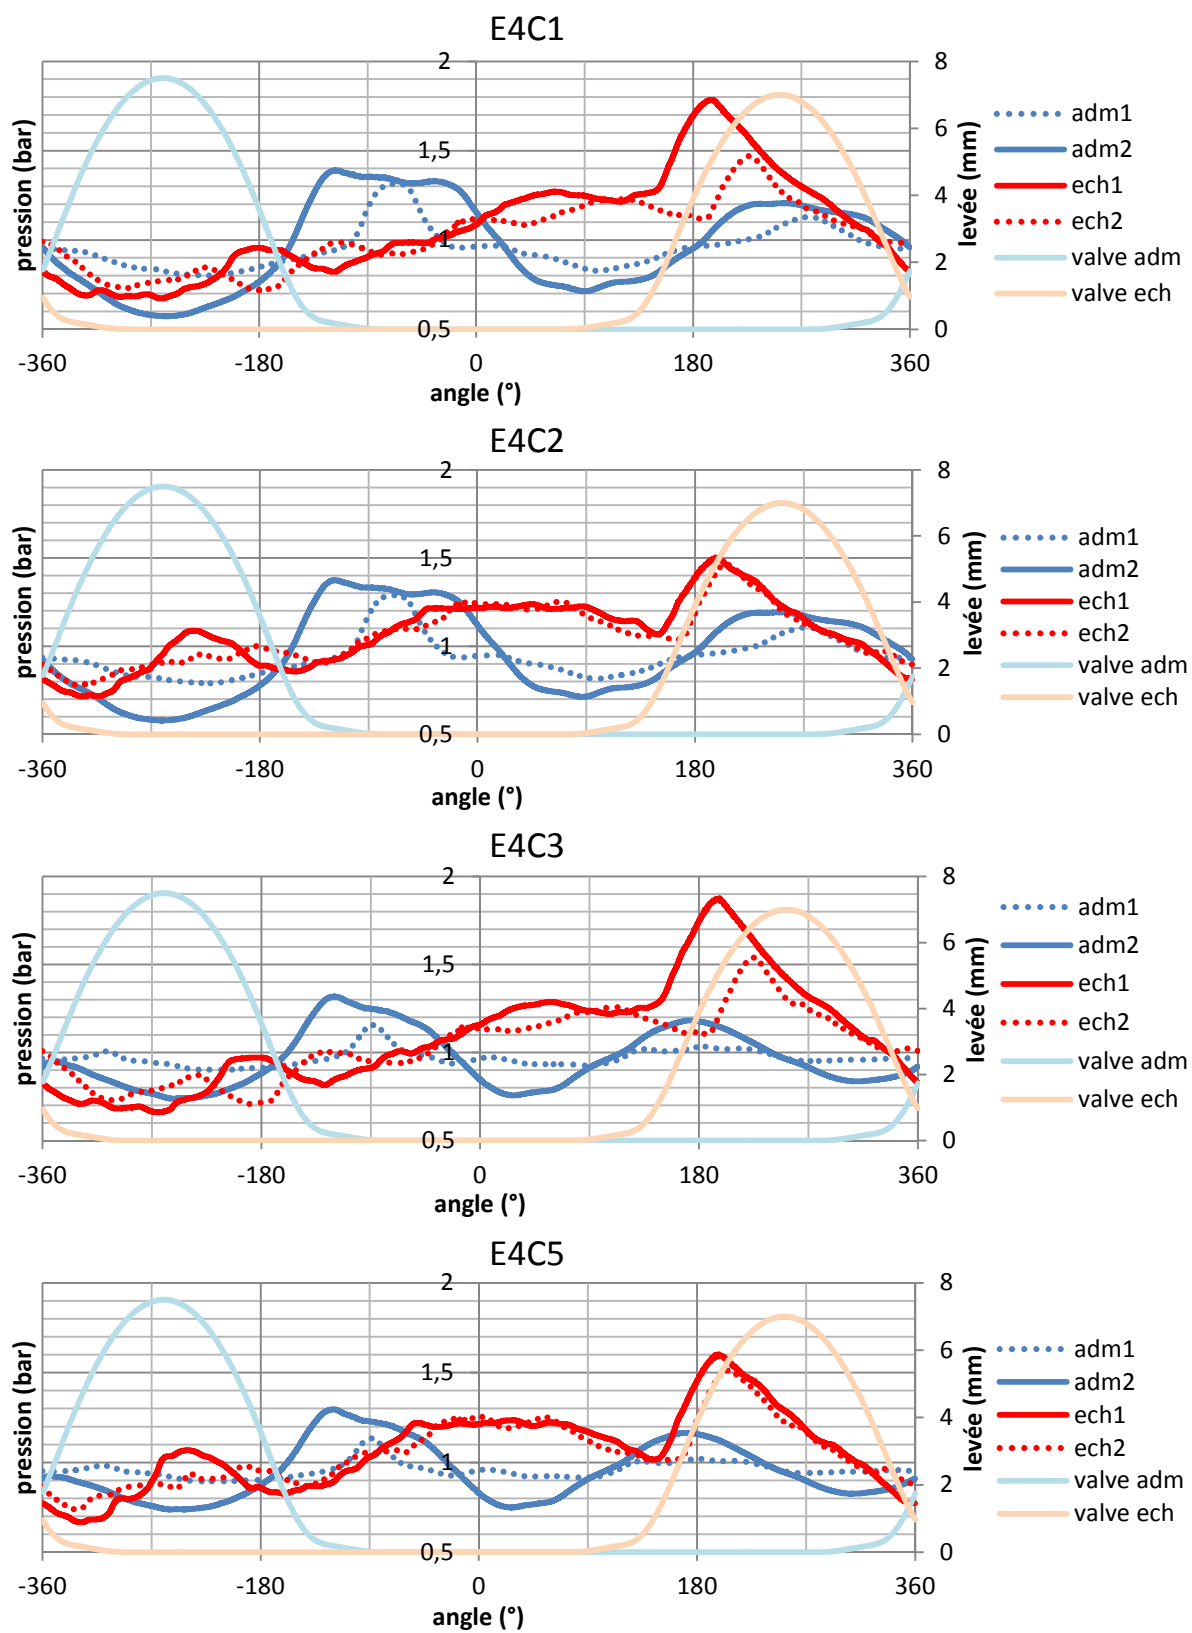 E4C1
pression (bar)
2
1,5
1
0,5
8
6
4
2
0
levée (mm)
-360
-180
0
180
360
angle (°)
adm1
adm2
ech1
ech2
valve adm
valve ech
E4C2
pression (bar)
2
1,5
1
0,5
8
6
4
2
0
levée (mm)
-360
-180
0
180
360
angle (°)
adm1
adm2
ech1
ech2
valve adm
valve ech
E4C3
pression (bar)
2
1,5
1
0,5
8
6
4
2
0
levée (mm)
-360
-180
0
180
360
angle (°)
adm1
adm2
ech1
ech2
valve adm
valve ech
E4C5
pression (bar)
2
1,5
1
0,5
8
6
4
2
0
levée (mm)
-360
-180
0
180
360
angle (°)
adm1
adm2
ech1
ech2
valve adm
valve ech